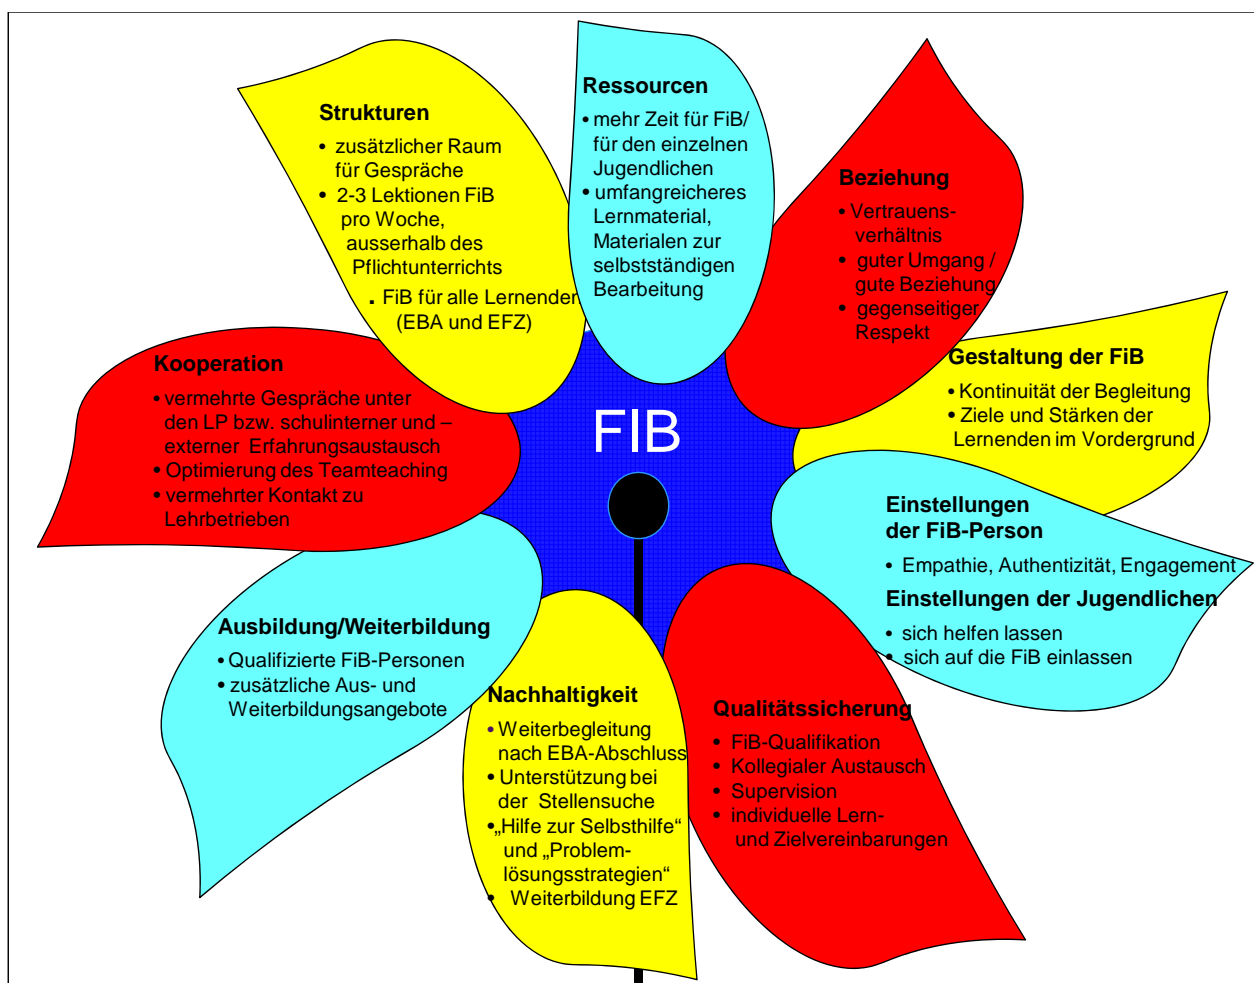 Strukturen
• zusätzlicher Raum
für Gespräche
• 2-3 Lektionen FiB
pro Woche,
ausserhalb des
Pflichtunterrichts
. FiB für alle Lernenden
(EBA und EFZ)
Ressourcen
• mehr Zeit für FiB/
für den einzelnen
Jugendlichen
• umfangreicheres
Lernmaterial,
Materialen zur
selbstständigen
Bearbeitung
Beziehung
• Vertrauens-
verhältnis
• guter Umgang /
gute Beziehung
• gegenseitiger
Respekt
Gestaltung der FiB
• Kontinuität der Begleitung
• Ziele und Stärken der
Lernenden im Vordergrund
Kooperation
• vermehrte Gespräche unter
den LP bzw. schulinterner und –
externer Erfahrungsaustausch
• Optimierung des Teamteaching
• vermehrter Kontakt zu
Lehrbetrieben
FIB
Einstellungen
der FiB-Person
• Empathie, Authentizität, Engagement
Einstellungen der Jugendlichen
• sich helfen lassen
• sich auf die FiB einlassen
Ausbildung/Weiterbildung
• Qualifizierte FiB-Personen
• zusätzliche Aus- und
Weiterbildungsangebote
Nachhaltigkeit
• Weiterbegleitung
nach EBA-Abschluss
• Unterstützung bei
der Stellensuche
• „Hilfe zur Selbsthilfe“
und „Problem-
lösungsstrategien“
• Weiterbildung EFZ
Qualitätssicherung
• FiB-Qualifikation
• Kollegialer Austausch
• Supervision
• individuelle Lern-
und Zielvereinbarungen